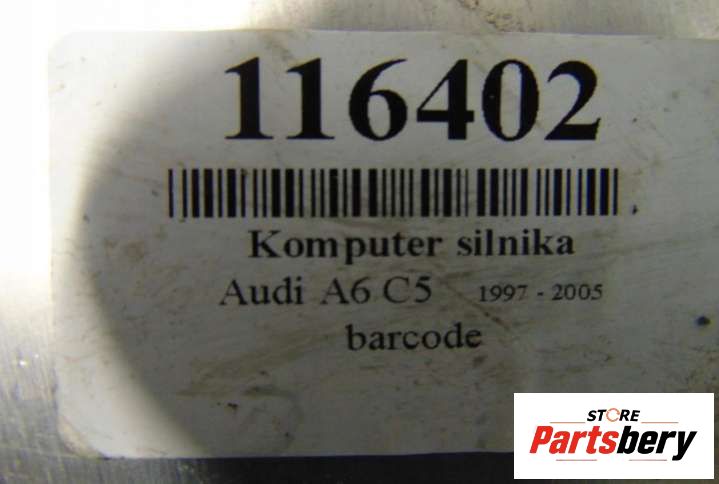 116402
Komputer silnika
Audi A6 C5 1997 - 2005
barcode
STORE
Partsbery